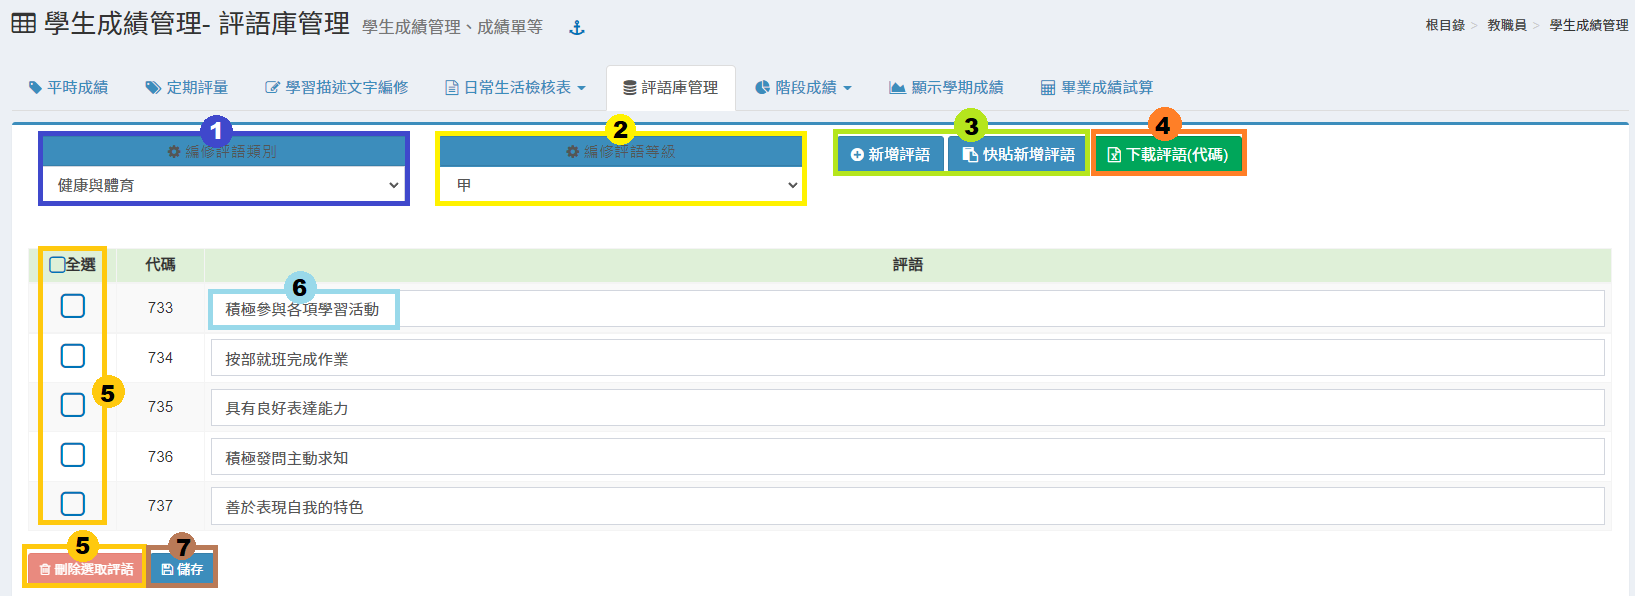 學生成績管理- 評語庫管理 學生成績管理、成績單等
根目錄 > 教職員 > 學生成績管理
平時成績 定期評量 學習描述文字編修 日常生活檢核表 評語庫管理 階段成績 顯示學期成績 畢業成績試算
1 2 3 4
編修評語類別 編修評語等級 新增評語 快貼新增評語 下載評語(代碼)
健康與體育 甲
全選 代碼 評語
6
733 積極參與各項學習活動
734 按部就班完成作業
5
735 具有良好表達能力
736 積極發問主動求知
737 善於表現自我的特色
5 7
刪除選取評語 儲存